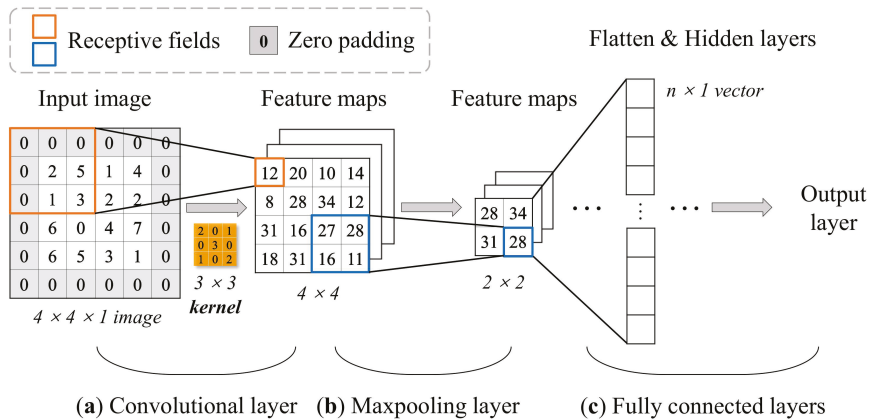 Receptive fields
0 Zero padding
Flatten & Hidden layers
Input image
Feature maps
Feature maps
n × 1 vector
0 0 0 0 0 0
0 2 5 1 4 0
0 1 3 2 2 0
0 6 0 4 7 0
0 6 5 3 1 0
0 0 0 0 0 0
4 × 4 × 1 image
2 0 1
0 3 0
1 0 2
3 × 3
kernel
12 20 10 14
8 28 34 12
31 16 27 28
18 31 16 11
4 × 4
28 34
31 28
2 × 2
...
⋮
...
Output
layer
(a) Convolutional layer
(b) Maxpooling layer
(c) Fully connected layers